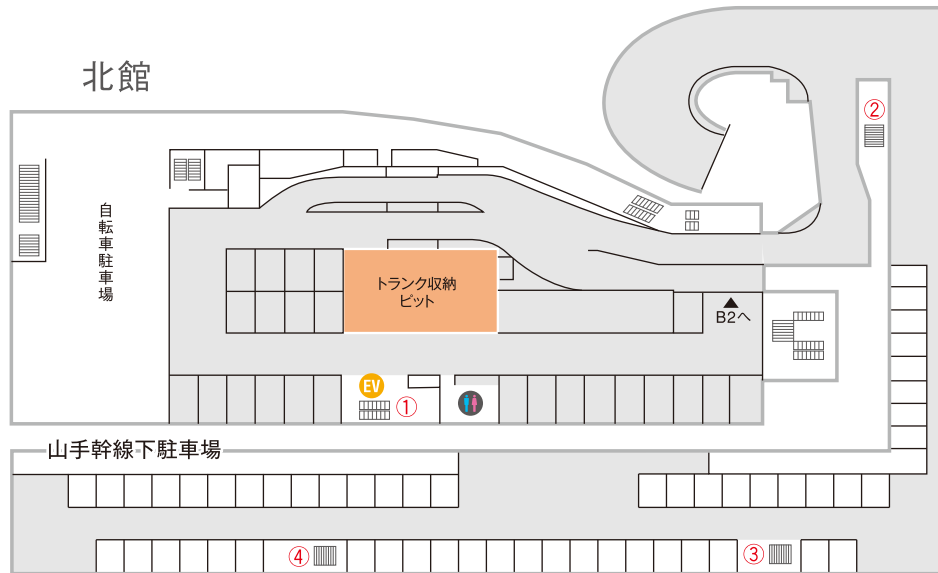 北館
②
自転車駐車場
トランク収納
ピット
B2へ
EV
①
山手幹線下駐車場
④
③